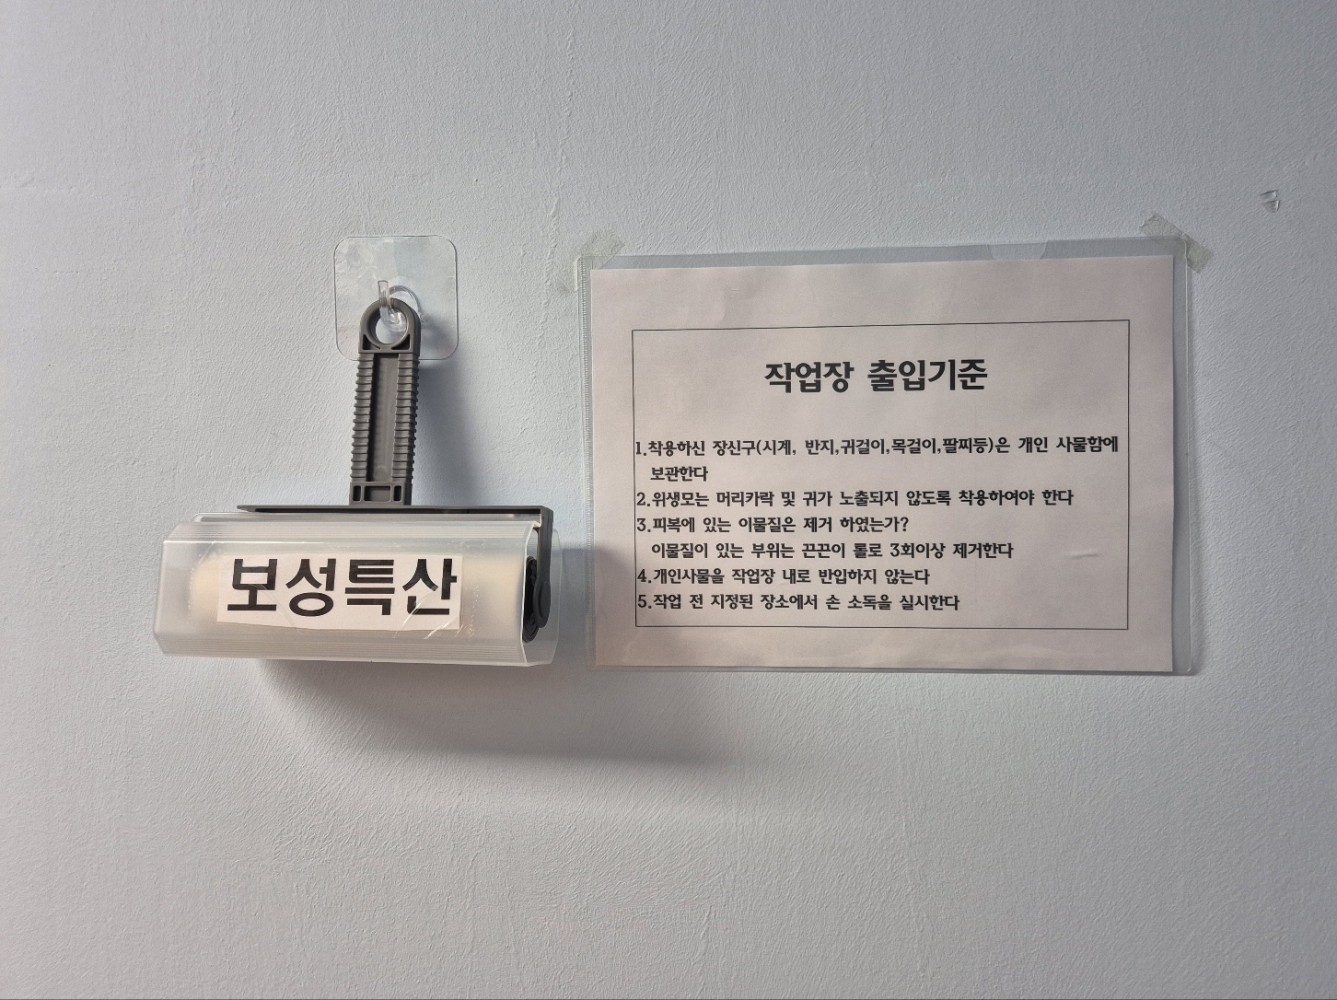 보성특산
작업장 출입기준
1.착용하신 장신구(시계, 반지,귀걸이,목걸이,팔찌등)은 개인 사물함에
보관한다
2.위생모는 머리카락 및 귀가 노출되지 않도록 착용하여야 한다
3.피복에 있는 이물질은 제거 하였는가?
이물질이 있는 부위는 끈끈이 롤로 3회이상 제거한다
4.개인사물을 작업장 내로 반입하지 않는다
5.작업 전 지정된 장소에서 손 소독을 실시한다